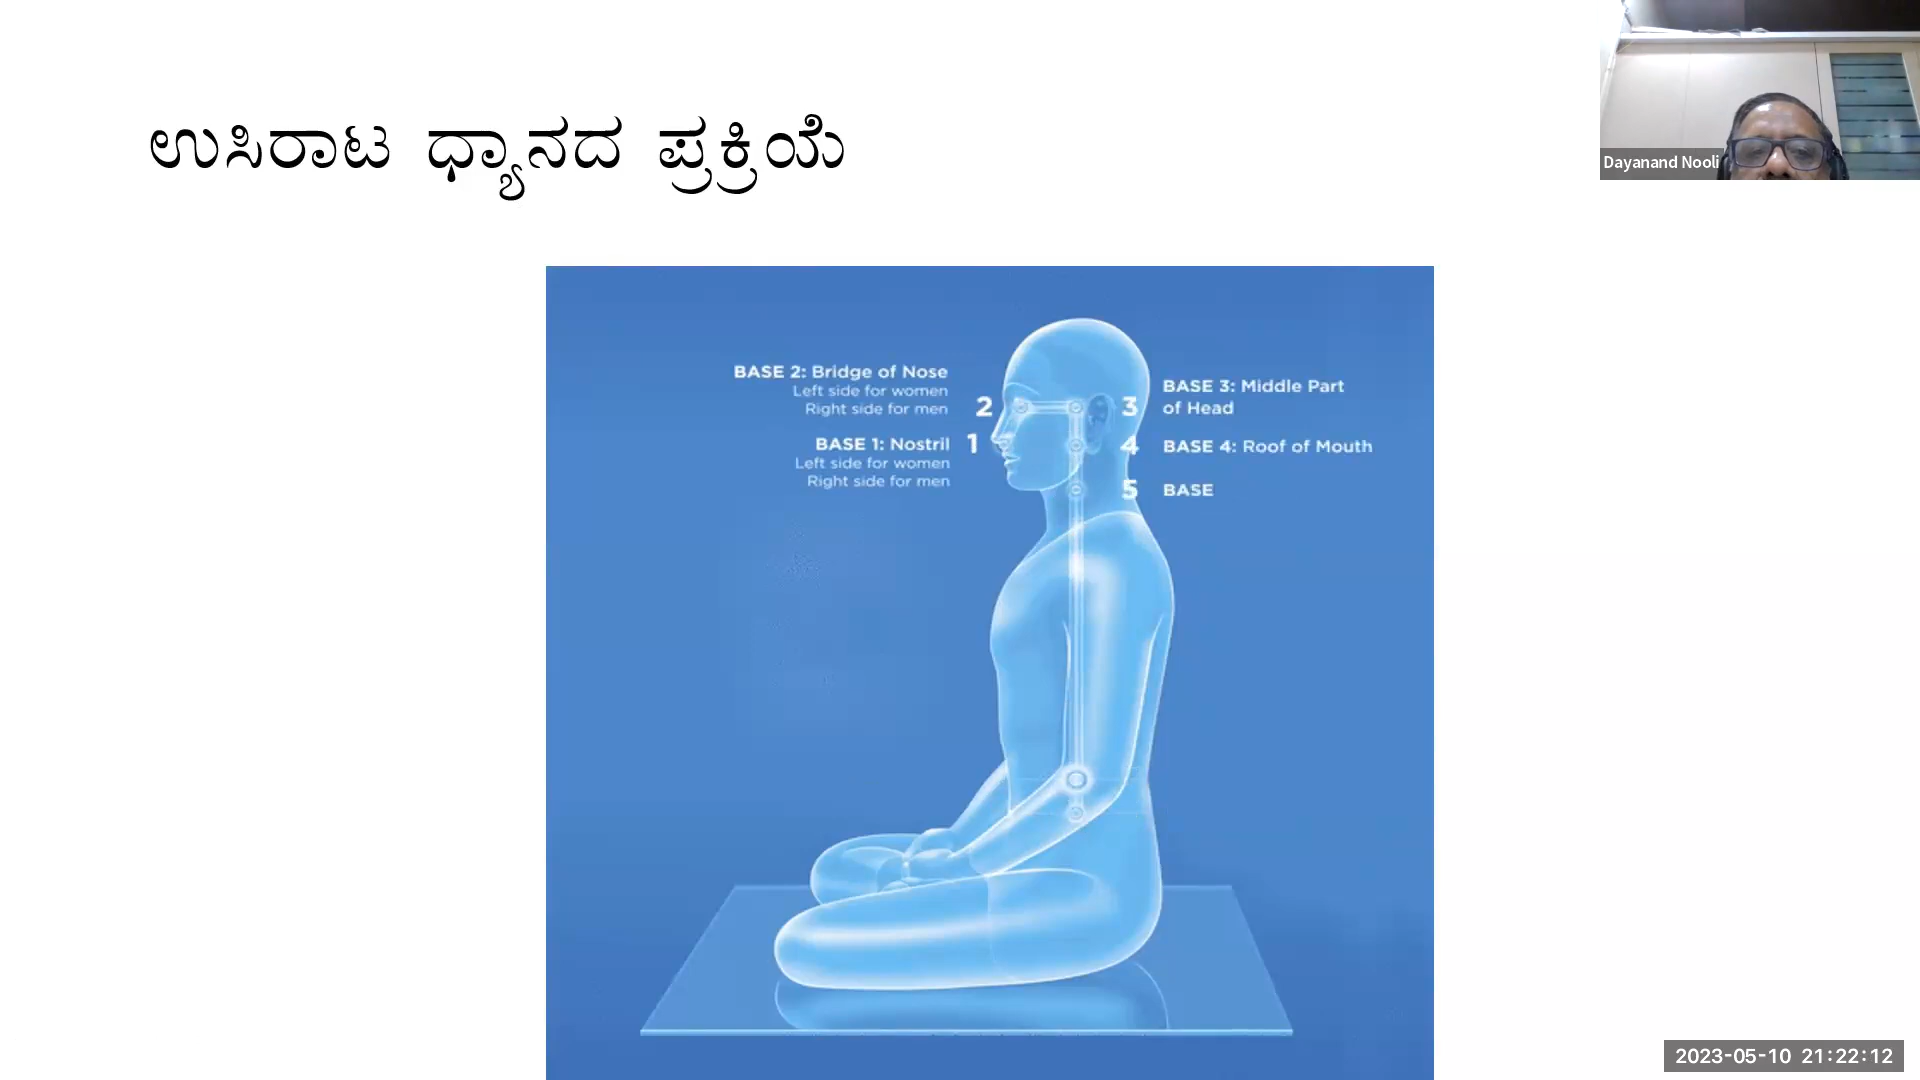 ಉಸಿರಾಟ ಧ್ಯಾನದ ಪ್ರಕ್ರಿಯೆ
Dayanand Nooli
BASE 2: Bridge of Nose
Left side for women
Right side for men
2
BASE 1: Nostril
1
Left side for women
Right side for men
3
BASE 3: Middle Part
of Head
4
BASE 4: Roof of Mouth
5
BASE
2023-05-10 21:22:12